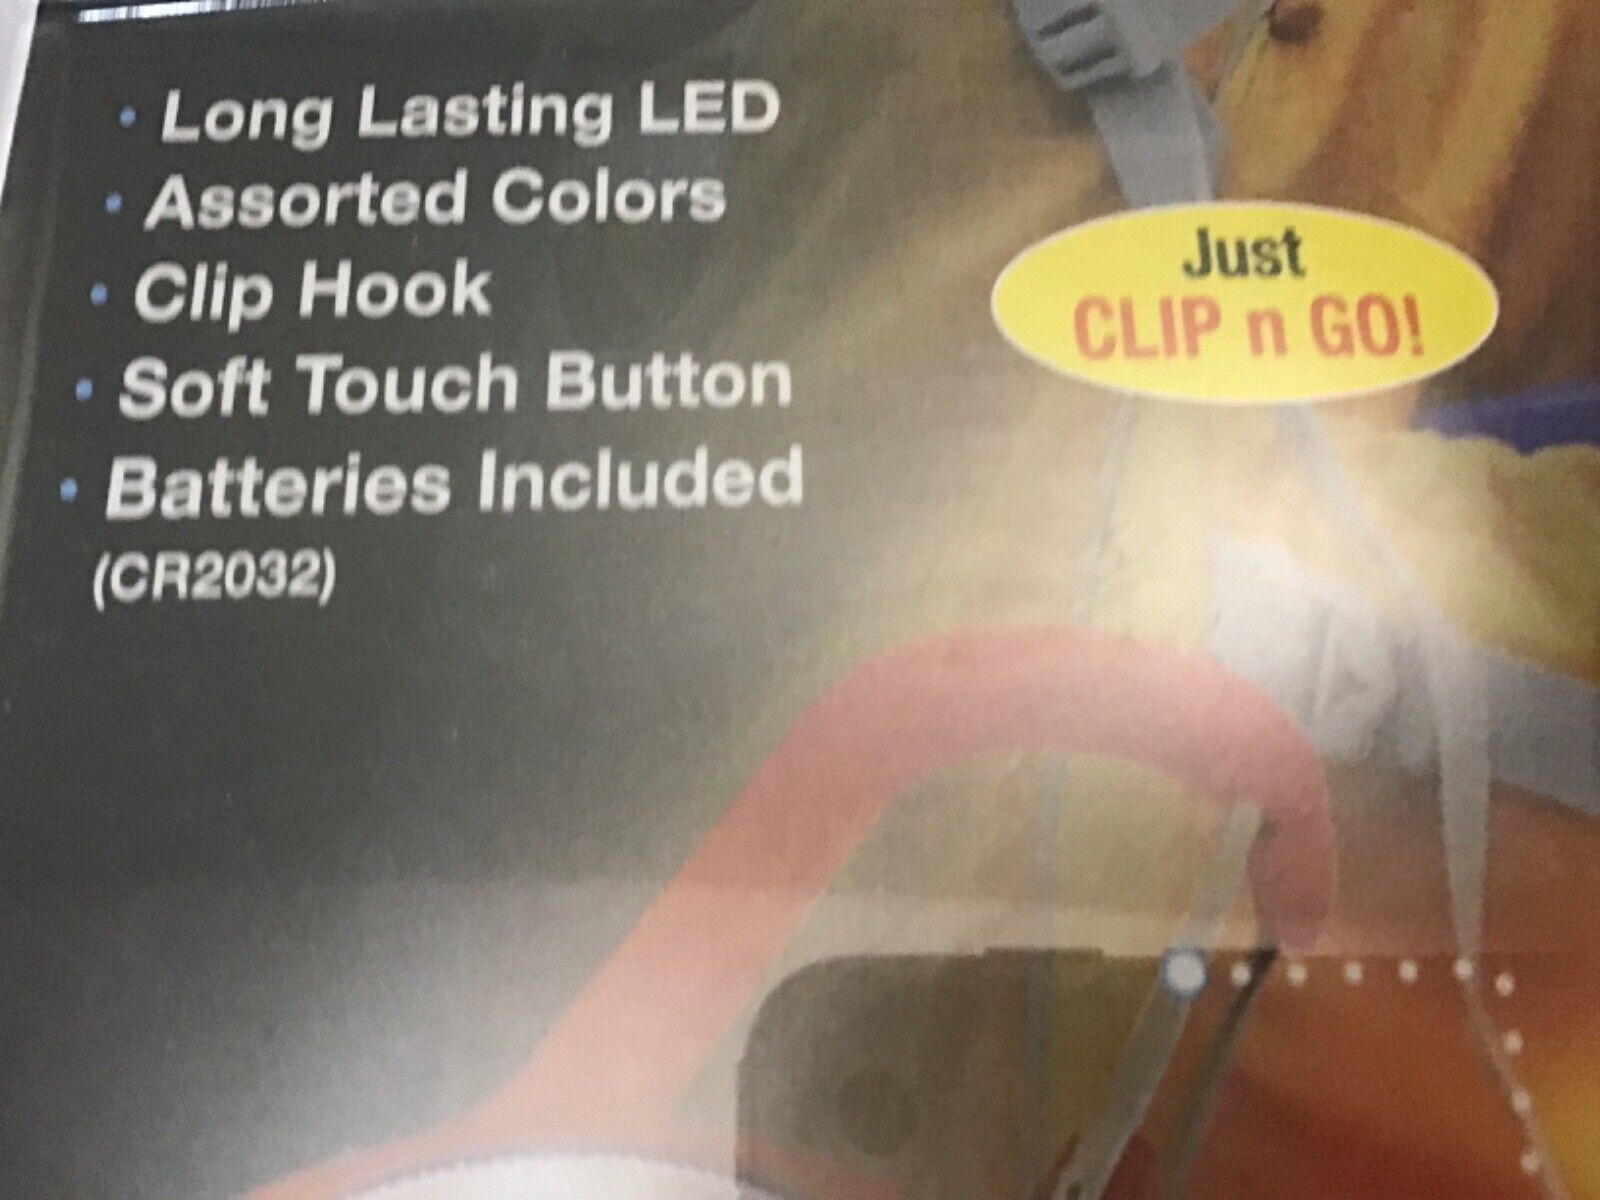 • Long Lasting LED
• Assorted Colors
• Clip Hook
• Soft Touch Button
• Batteries Included
(CR2032)
Just
CLIP n GO!